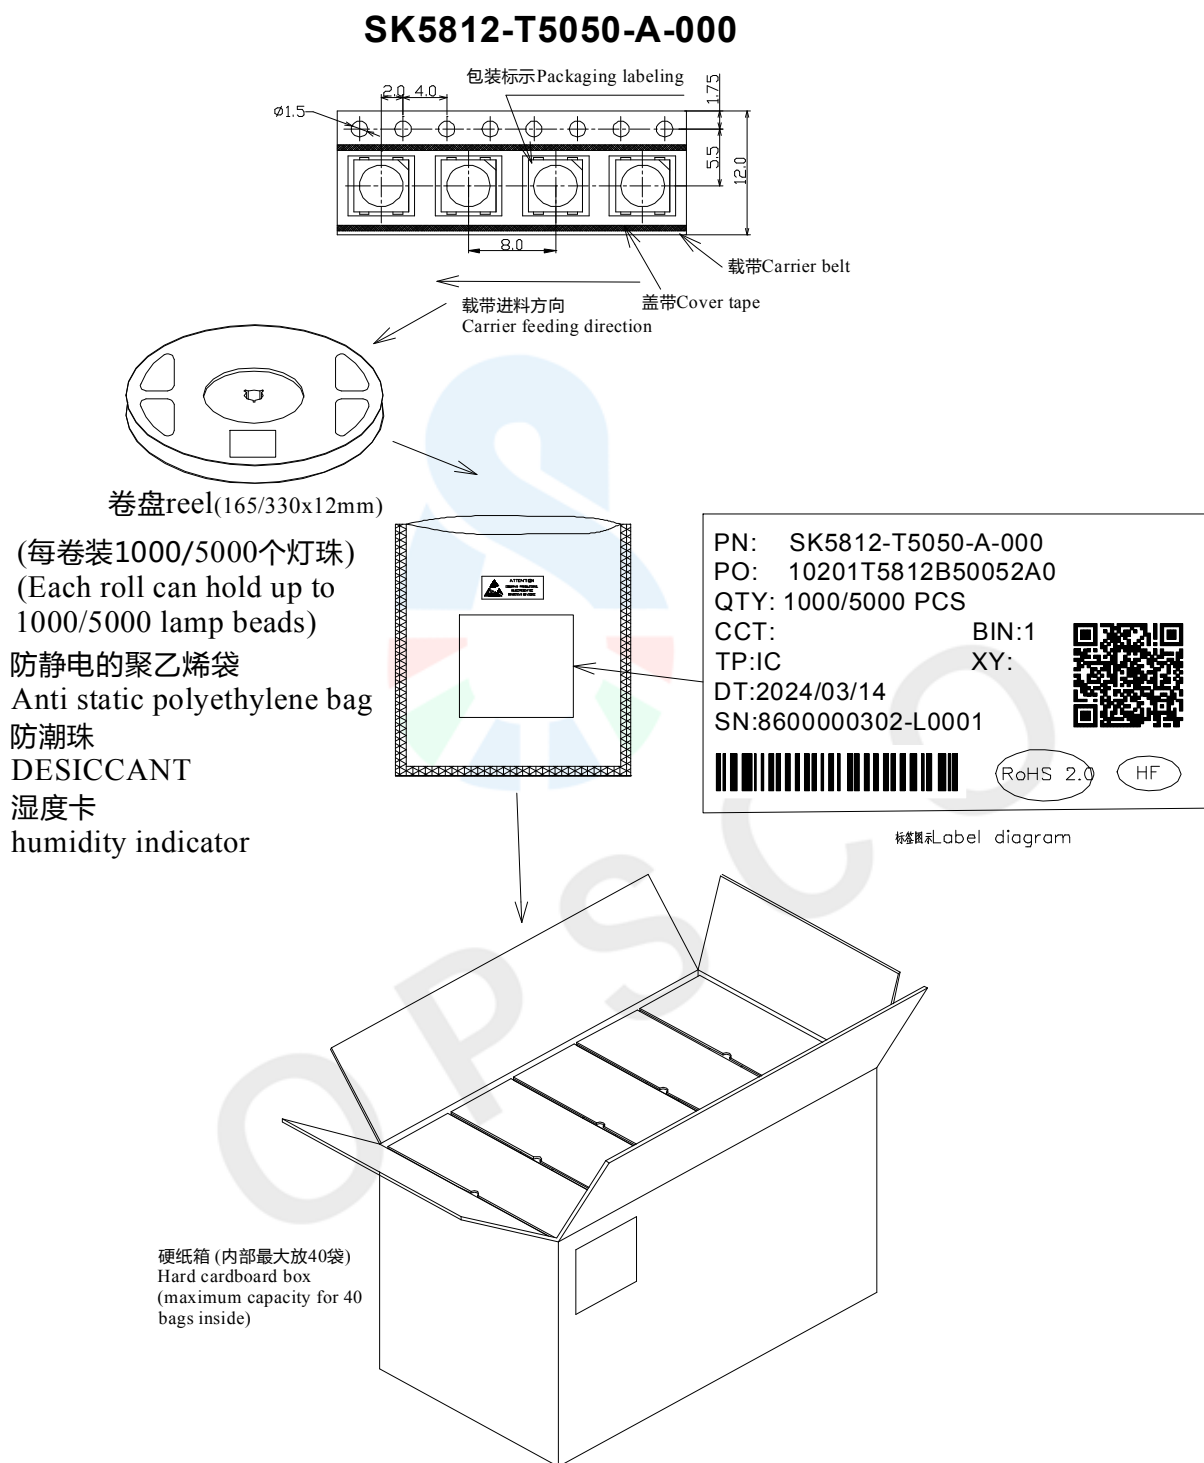 SK5812-T5050-A-000
包装标示Packaging labeling
2.0
4.0
1.75
ø1.5
5.5
12.0
8.0
载带Carrier belt
盖带Cover tape
载带进料方向
Carrier feeding direction
卷盘reel(165/330x12mm)
(每卷装1000/5000个灯珠)
(Each roll can hold up to
1000/5000 lamp beads)
防静电的聚乙烯袋
Anti static polyethylene bag
防潮珠
DESICCANT
湿度卡
humidity indicator
ATTENTION
PN: SK5812-T5050-A-000
PO: 10201T5812B50052A0
QTY: 1000/5000 PCS
CCT: BIN:1
TP:IC XY:
DT:2024/03/14
SN:8600000302-L0001
RoHS 2.0
HF
标签图示Label diagram
硬纸箱 (内部最大放40袋)
Hard cardboard box
(maximum capacity for 40
bags inside)
OPSCO